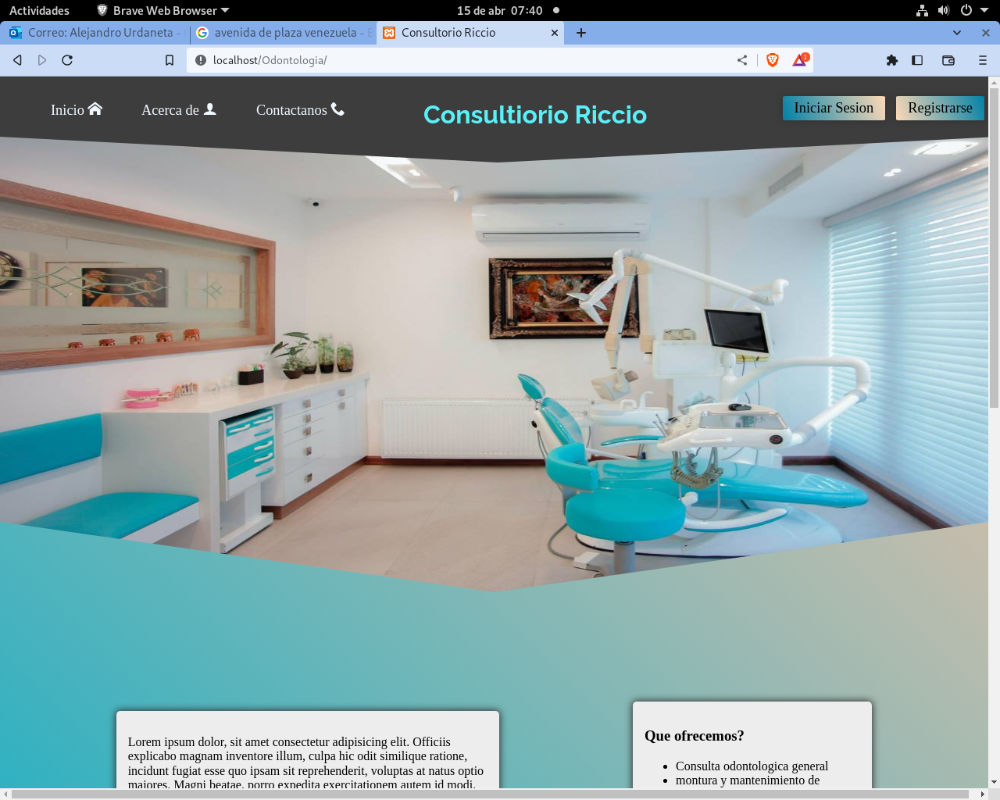 Actividades
Brave Web Browser
15 de abr 07:40
Correo: Alejandro Urdaneta -
avenida de plaza venezuela -
Consultorio Riccio
localhost/Odontologia/
1
Inicio
Acerca de
Contactanos
Consultiorio Riccio
Iniciar Sesion
Registrarse
Lorem ipsum dolor, sit amet consectetur adipisicing elit. Officiis
explicabo magnam inventore illum, culpa hic odit similique ratione,
incidunt fugiat esse quo ipsam sit reprehenderit, voluptas at natus optio
maiores. Magni beatae, porro expedita exercitationem autem id modi,
Que ofrecemos?
Consulta odontologica general
montura y mantenimiento de